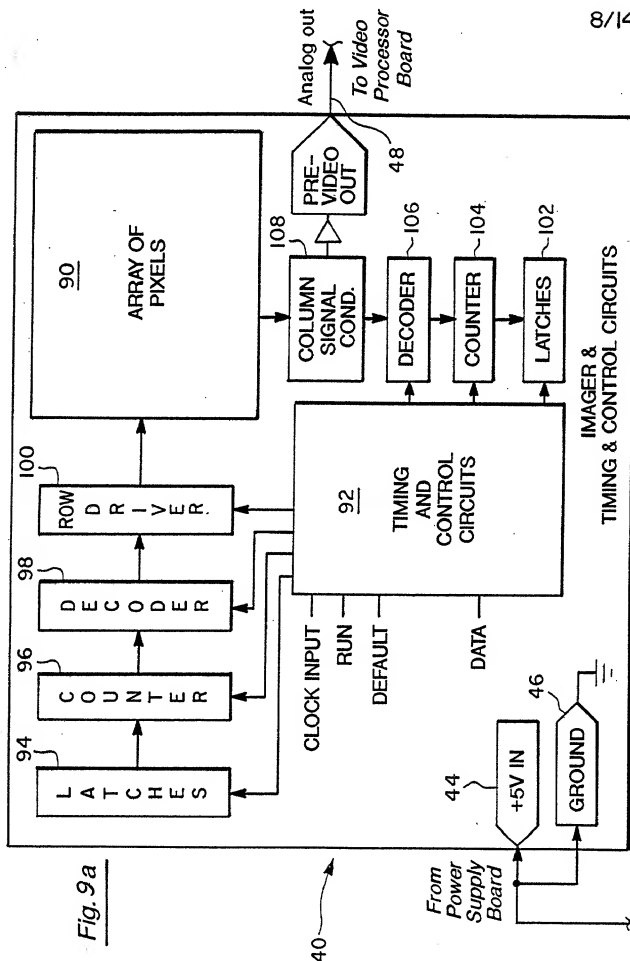 8/14
Fig. 9a
40
94
LATCHES
96
COUNTER
98
DECODER
100
ROW
DRIVER
90
ARRAY OF
PIXELS
108
COLUMN
SIGNAL
COND.
PRE-
VIDEO
OUT
48
Analog out
To Video
Processor
Board
106
DECODER
104
COUNTER
102
LATCHES
92
TIMING
AND
CONTROL
CIRCUITS
CLOCK INPUT
RUN
DEFAULT
DATA
From
Power
Supply
Board
44
+5V IN
46
GROUND
IMAGER &
TIMING & CONTROL CIRCUITS